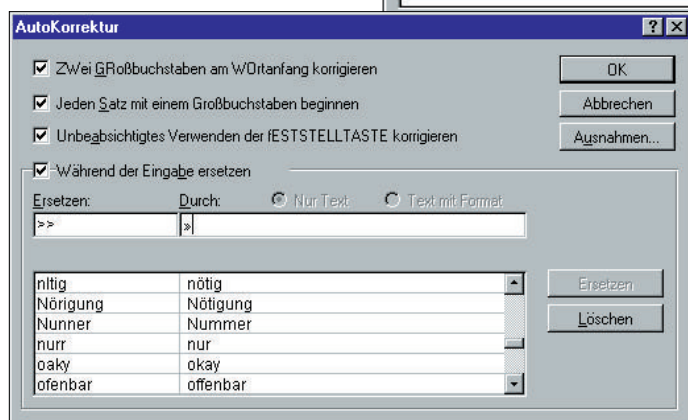 AutoKorrektur
ZWei GRoßbuchstaben am WOrtanfang korrigieren
OK
Jeden Satz mit einem Großbuchstaben beginnen
Abbrechen
Unbeabsichtigtes Verwenden der fESTSTELLTASTE korrigieren
Ausnahmen...
Während der Eingabe ersetzen
Ersetzen: Durch: Nur Text Text mit Format
>> »
nltig nötig
Ersetzen
Nörigung Nötigung
Nunner Nummer
Löschen
nurr nur
oaky okay
ofenbar offenbar